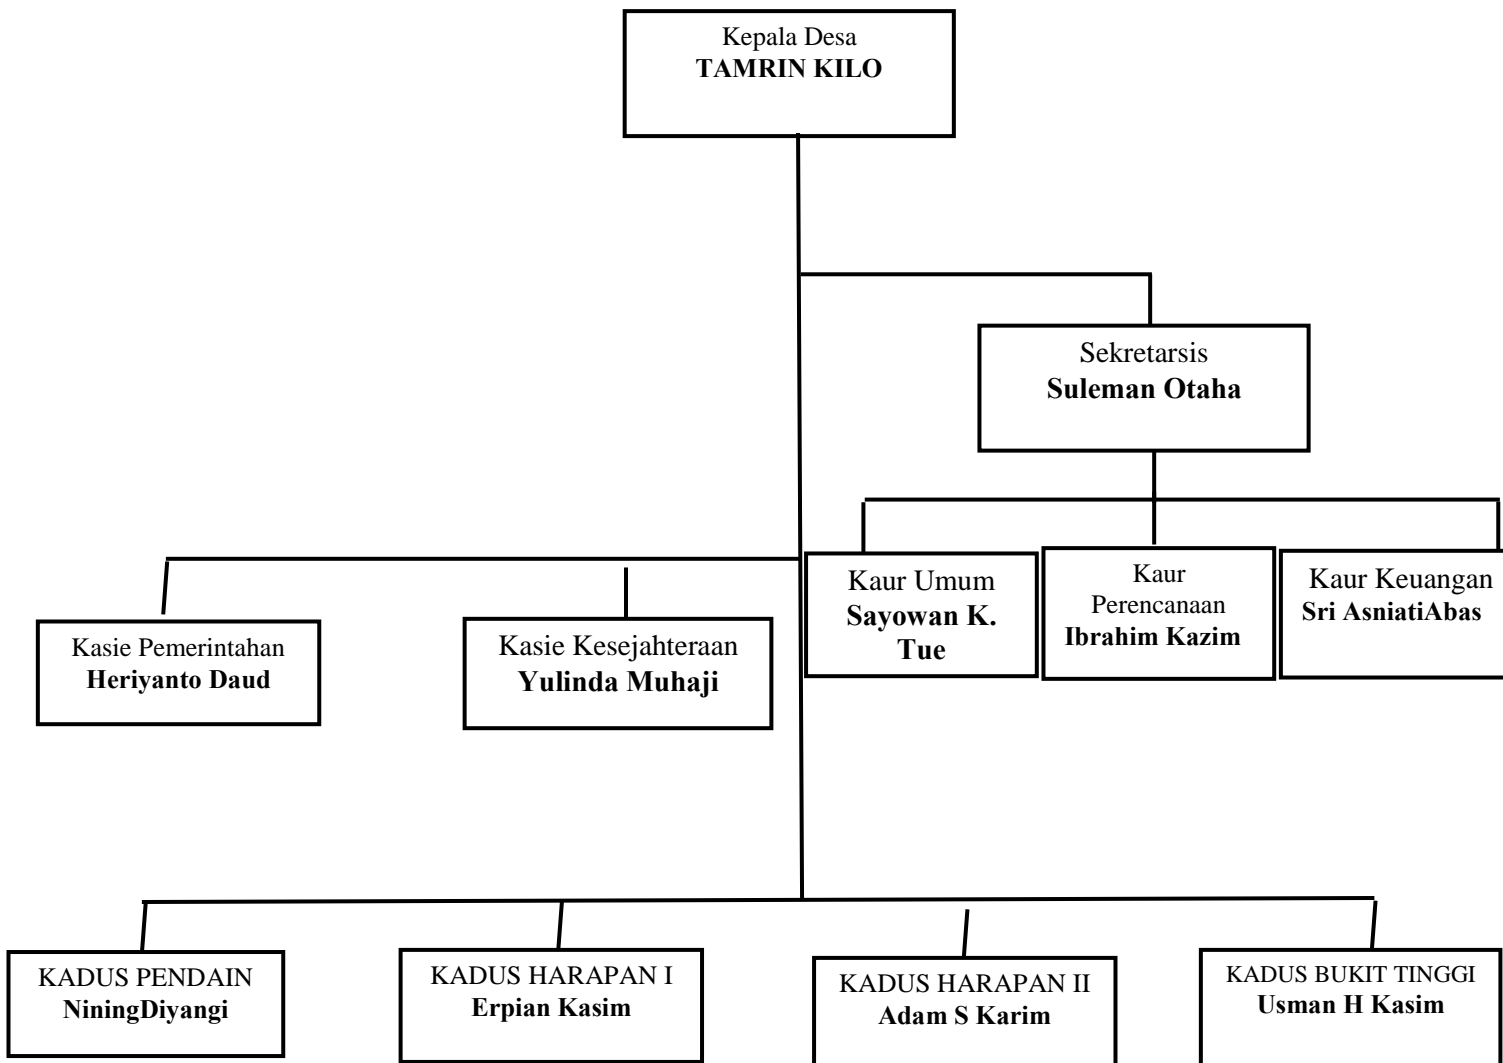 Kepala Desa
TAMRIN KILO
Sekretarsis
Suleman Otaha
Kaur Umum
Sayowan K.
Tue
Kaur
Perencanaan
Ibrahim Kazim
Kaur Keuangan
Sri AsniatiAbas
Kasie Pemerintahan
Heriyanto Daud
Kasie Kesejahteraan
Yulinda Muhaji
KADUS PENDAIN
NiningDiyangi
KADUS HARAPAN I
Erpian Kasim
KADUS HARAPAN II
Adam S Karim
KADUS BUKIT TINGGI
Usman H Kasim